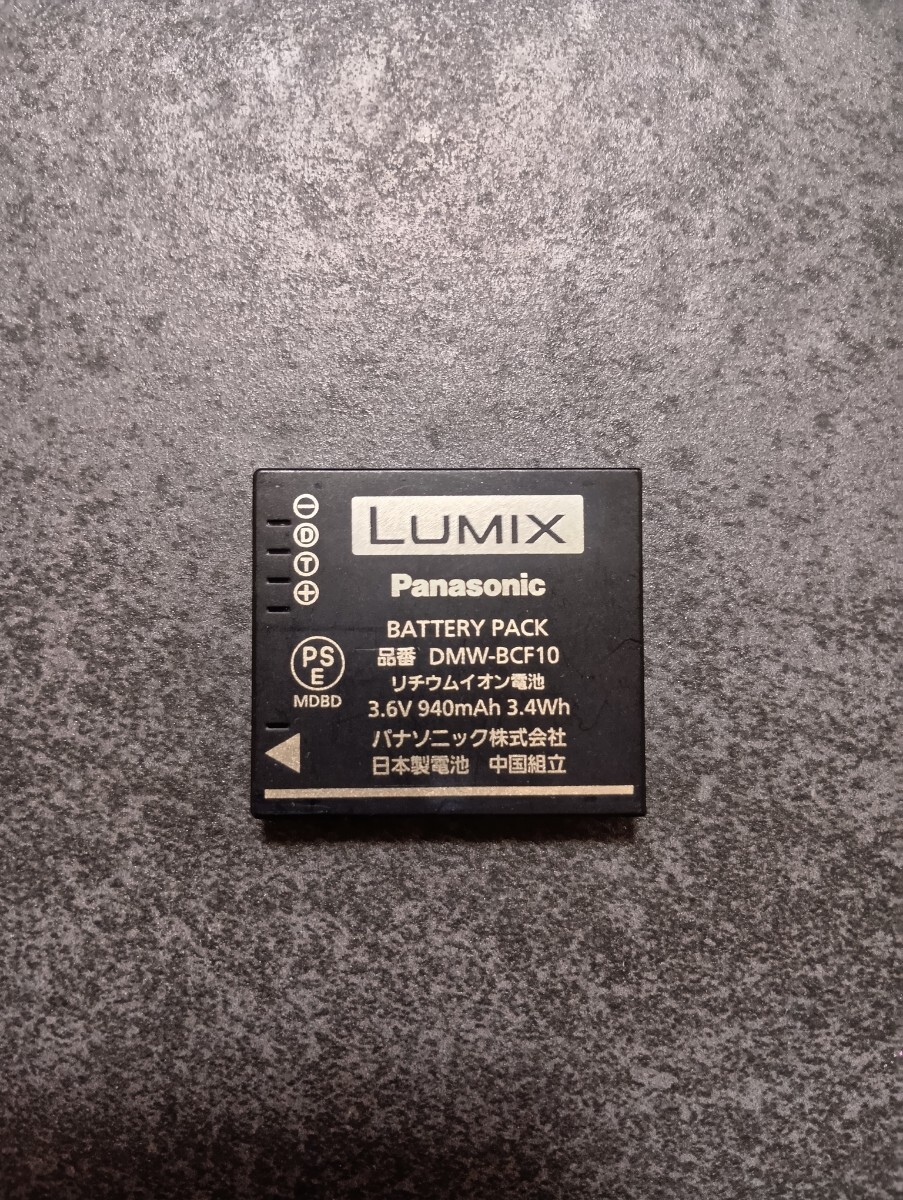 LUMIX
Panasonic
BATTERY PACK
品番 DMW-BCF10
リチウムイオン電池
3.6V 940mAh 3.4Wh
パナソニック株式会社
日本製電池 中国組立
−
D
T
+
PS
E
MDBD